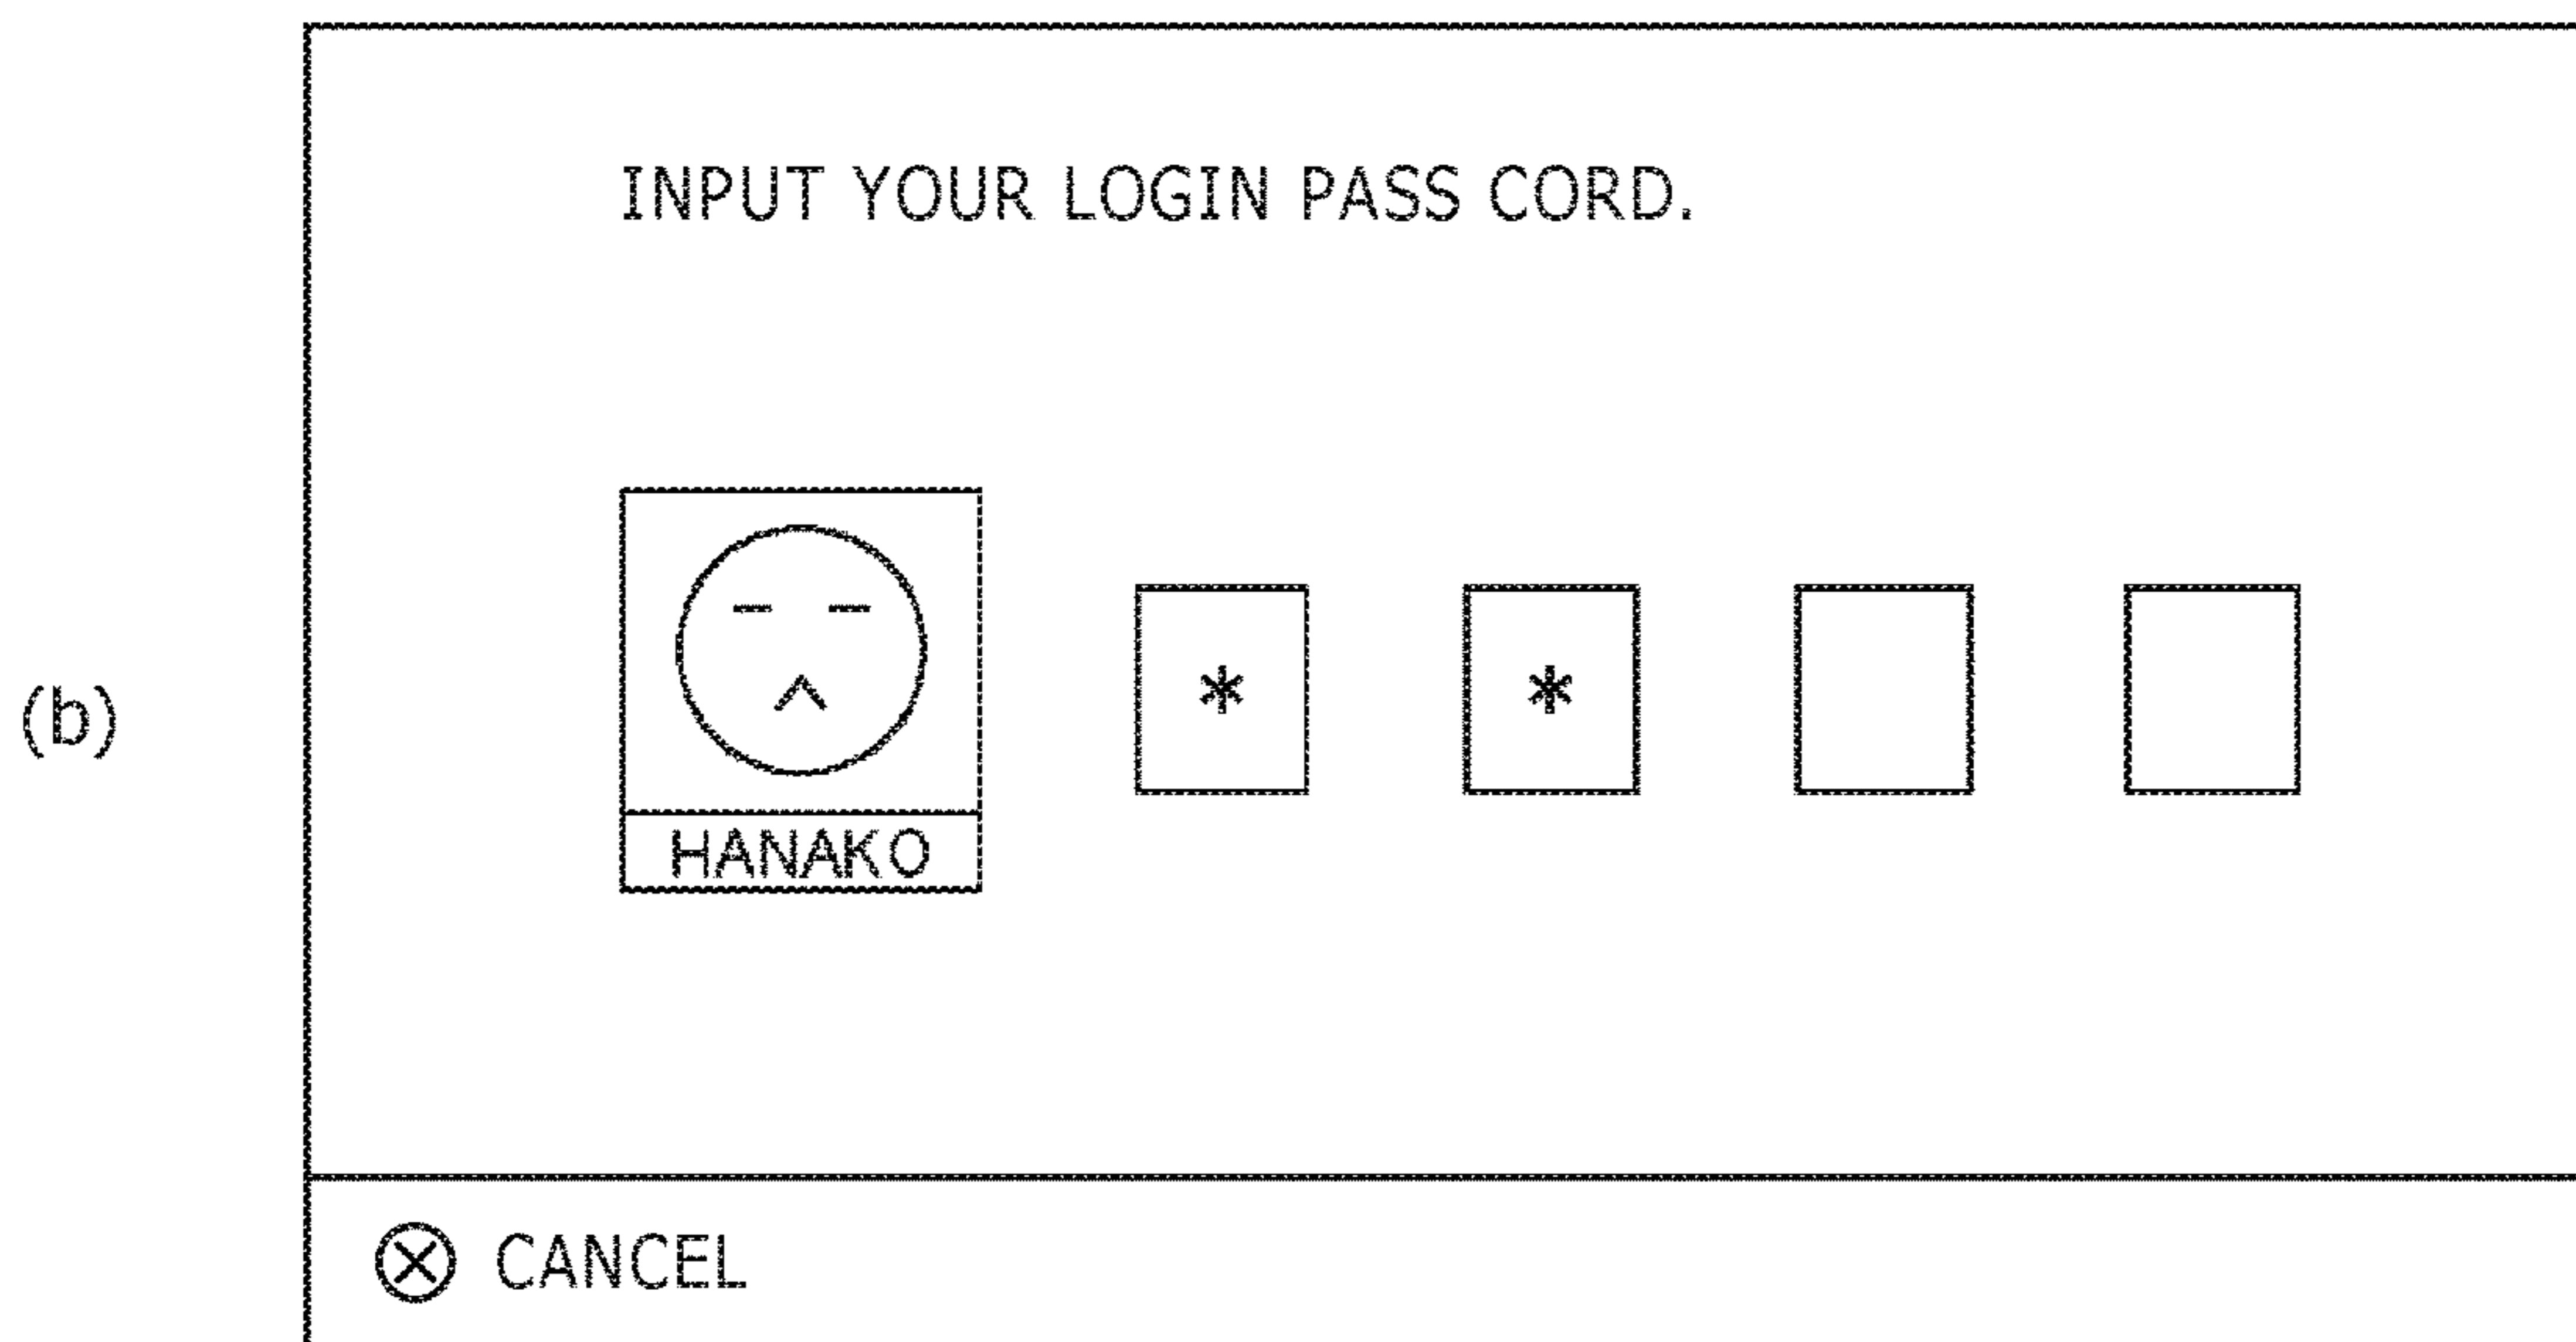 INPUT YOUR LOGIN PASS CORD.
(b)
* *
HANAKO
CANCEL